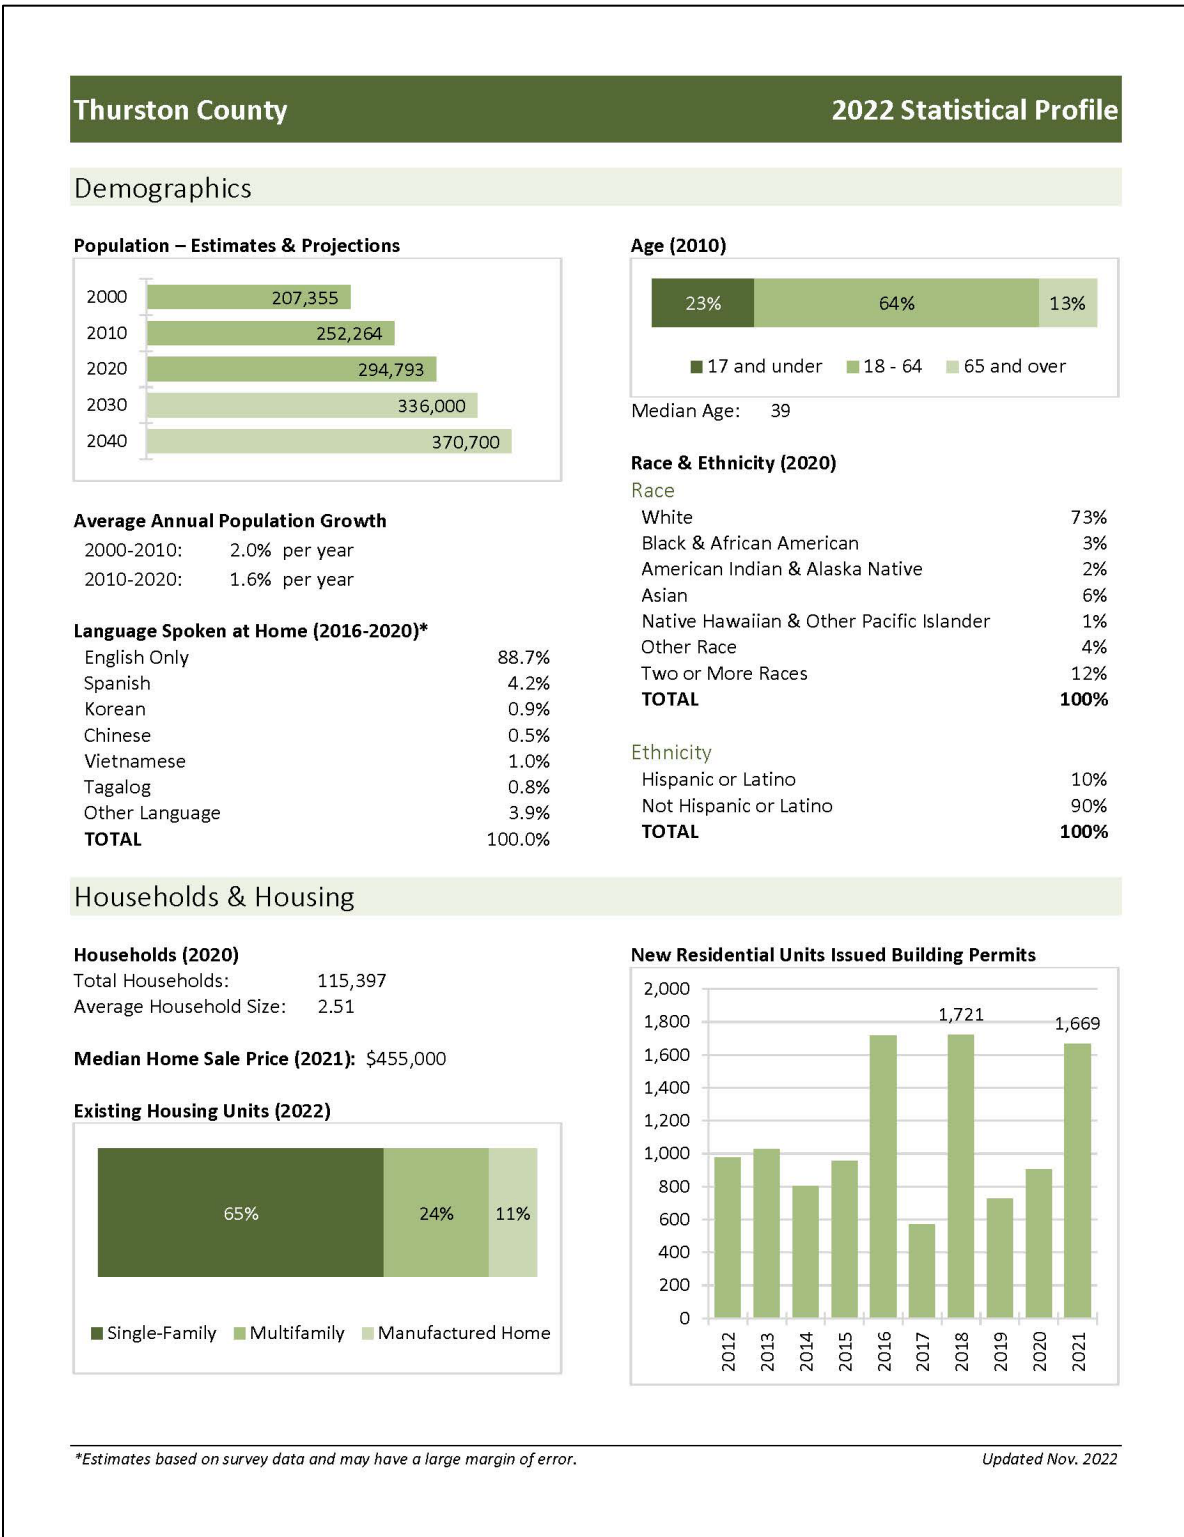 Thurston County 2022 Statistical Profile
Demographics
Population – Estimates & Projections
2000 207,355
2010 252,264
2020 294,793
2030 336,000
2040 370,700
Average Annual Population Growth
2000-2010: 2.0% per year
2010-2020: 1.6% per year
Language Spoken at Home (2016-2020)*
English Only 88.7%
Spanish 4.2%
Korean 0.9%
Chinese 0.5%
Vietnamese 1.0%
Tagalog 0.8%
Other Language 3.9%
TOTAL 100.0%
Age (2010)
23% 64% 13%
17 and under 18 - 64 65 and over
Median Age: 39
Race & Ethnicity (2020)
Race
White 73%
Black & African American 3%
American Indian & Alaska Native 2%
Asian 6%
Native Hawaiian & Other Pacific Islander 1%
Other Race 4%
Two or More Races 12%
TOTAL 100%
Ethnicity
Hispanic or Latino 10%
Not Hispanic or Latino 90%
TOTAL 100%
Households & Housing
Households (2020)
Total Households: 115,397
Average Household Size: 2.51
Median Home Sale Price (2021): $455,000
Existing Housing Units (2022)
65% 24% 11%
Single-Family Multifamily Manufactured Home
New Residential Units Issued Building Permits
2,000
1,800
1,600
1,400
1,200
1,000
800
600
400
200
0
1,721
1,669
2012 2013 2014 2015 2016 2017 2018 2019 2020 2021
*Estimates based on survey data and may have a large margin of error. Updated Nov. 2022